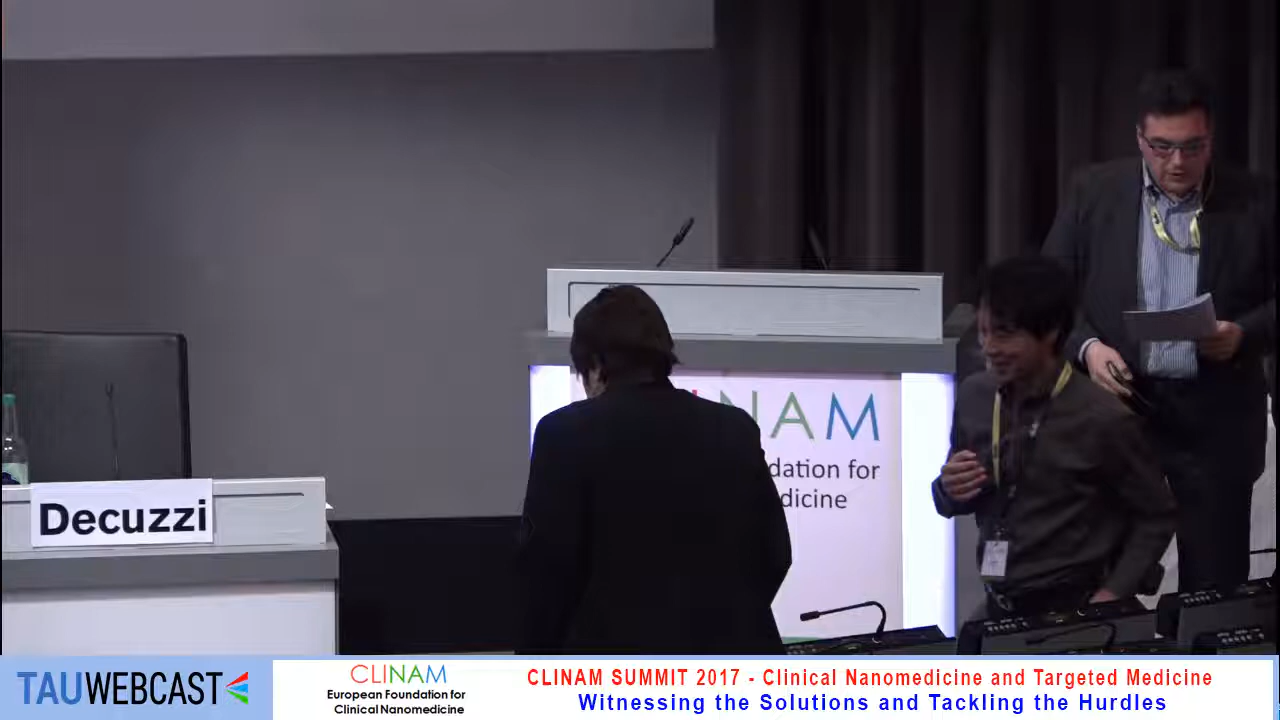 NAM
dation for
dicine
Decuzzi
TAUWEBCAST
CLINAM
European Foundation for
Clinical Nanomedicine
CLINAM SUMMIT 2017 - Clinical Nanomedicine and Targeted Medicine
Witnessing the Solutions and Tackling the Hurdles